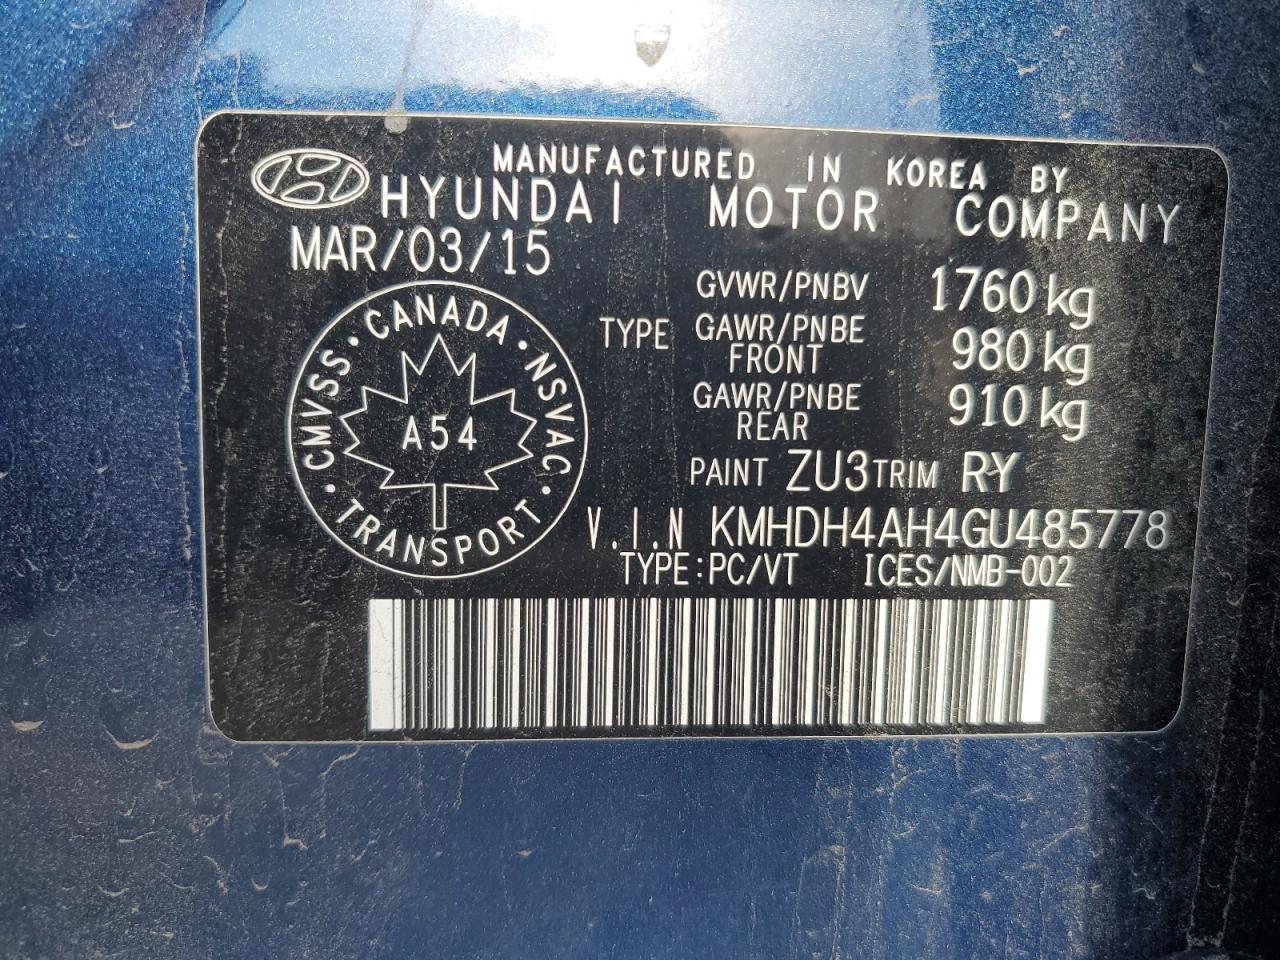 MANUFACTURED IN KOREA BY
HYUNDAI MOTOR COMPANY
MAR/03/15
GVWR/PNBV 1760 kg
TYPE GAWR/PNBE FRONT 980 kg
GAWR/PNBE REAR 910 kg
PAINT ZU3 TRIM RY
V.I.N KMHDH4AH4GU485778
TYPE:PC/VT ICES/NMB-002
CMVSS · CANADA · NSVAC · TRANSPORT ·
A54